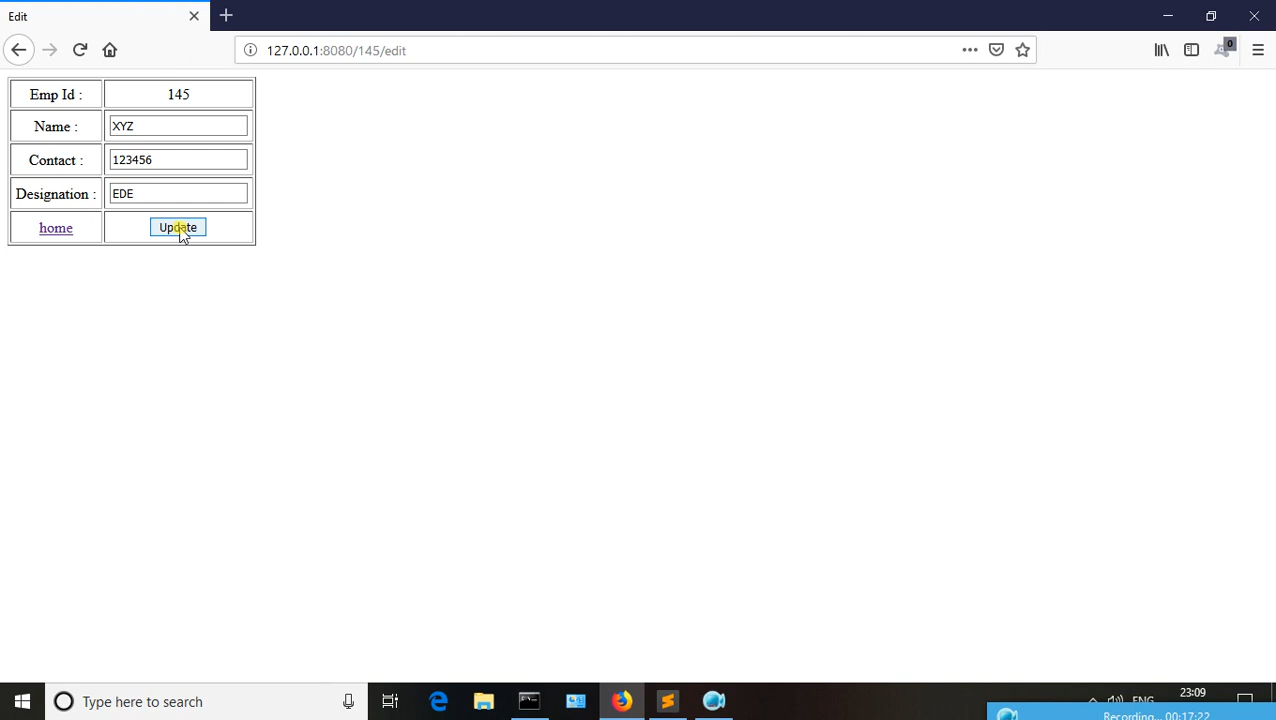 Edit
127.0.0.1:8080/145/edit
0
Emp Id : 145
Name : XYZ
Contact : 123456
Designation : EDE
home Update
Type here to search
ENG
23:09
Recording... 00:17:22